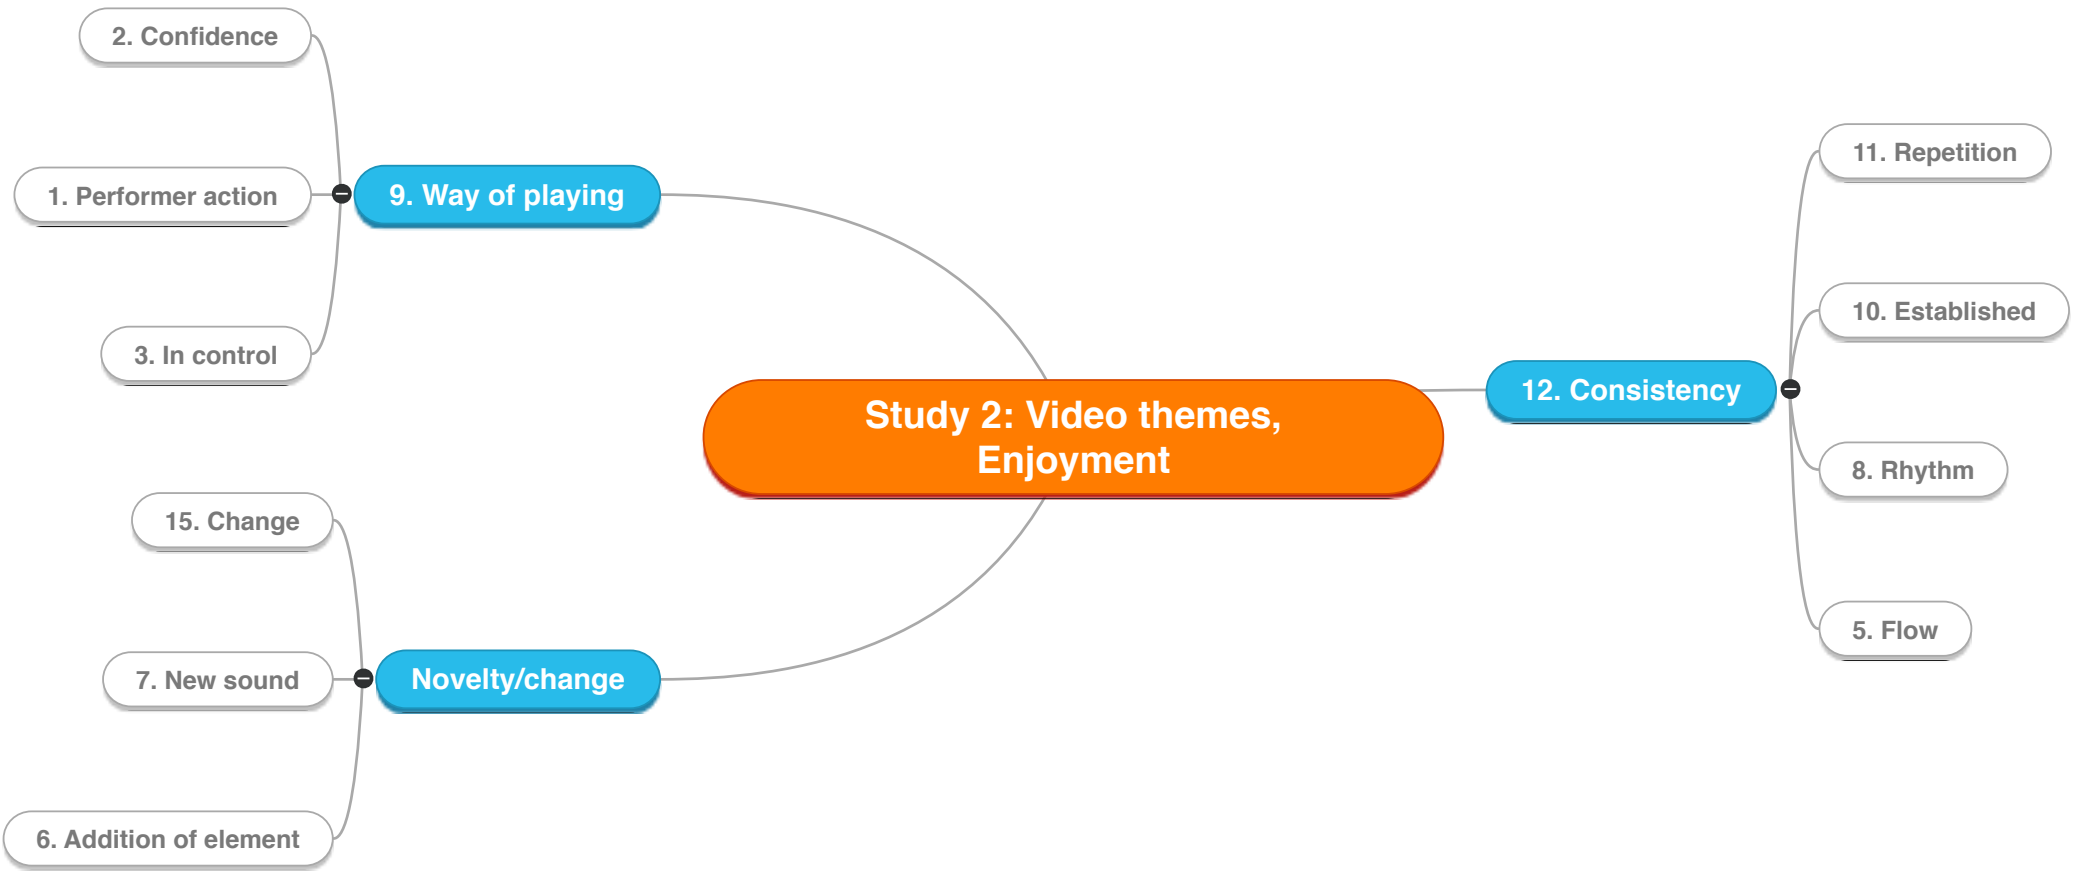 2. Confidence
1. Performer action
3. In control
9. Way of playing
15. Change
7. New sound
6. Addition of element
Novelty/change
Study 2: Video themes,
Enjoyment
12. Consistency
11. Repetition
10. Established
8. Rhythm
5. Flow